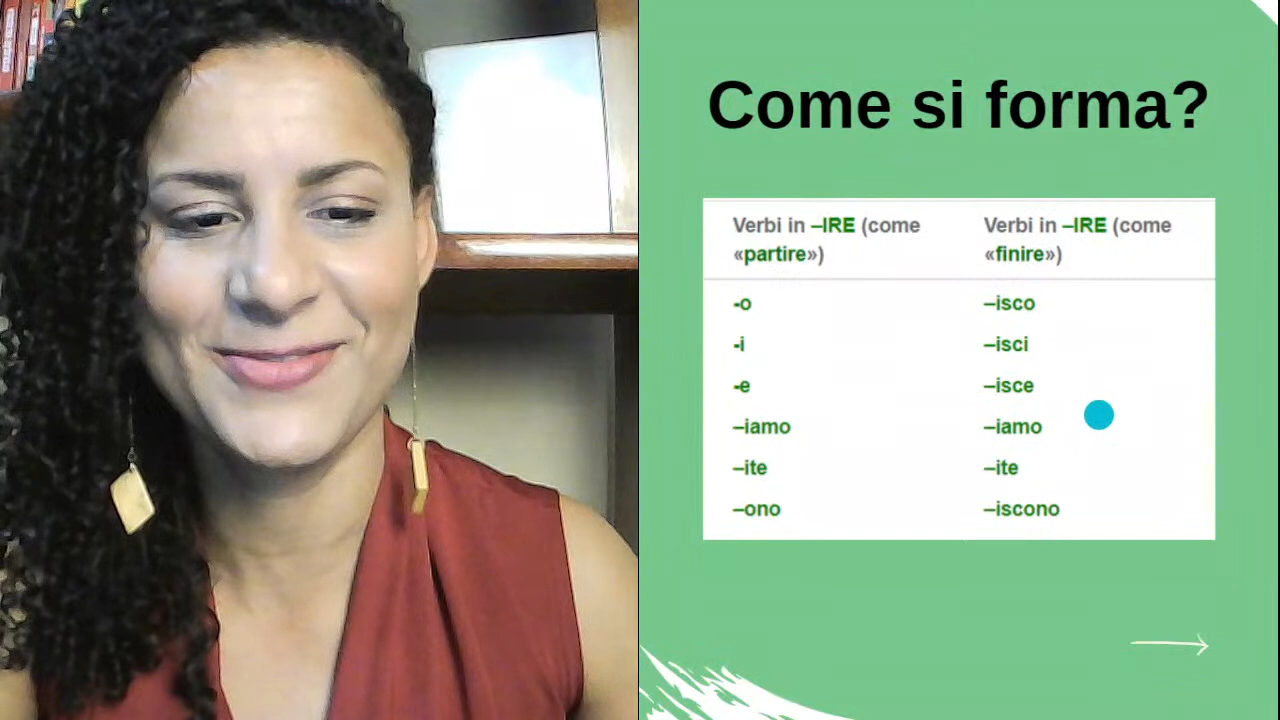 Come si forma?
Verbi in –IRE (come «partire»)
Verbi in –IRE (come «finire»)
-o –isco
-i –isci
-e –isce
–iamo –iamo
–ite –ite
–ono –iscono